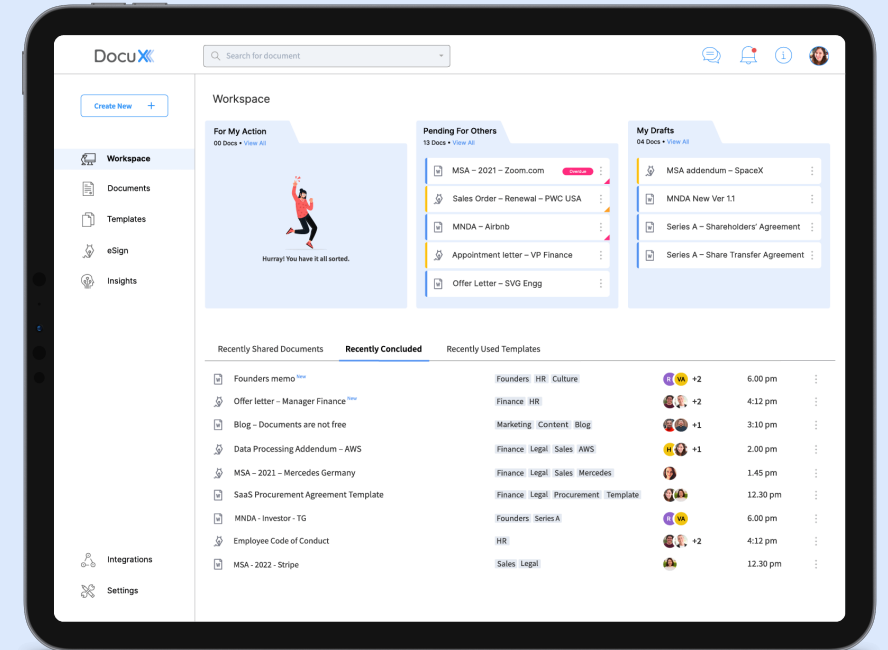 DocuX
Search for document
Create New +
Workspace
Documents
Templates
eSign
Insights
Integrations
Settings
Workspace
For My Action
00 Docs • View All
Hurray! You have it all sorted.
Pending For Others
13 Docs • View All
MSA – 2021 – Zoom.com Overdue
Sales Order – Renewal – PWC USA
MNDA – Airbnb
Appointment letter – VP Finance
Offer Letter – SVG Engg
My Drafts
04 Docs • View All
MSA addendum – SpaceX
MNDA New Ver 1.1
Series A – Shareholders' Agreement
Series A – Share Transfer Agreement
Recently Shared Documents Recently Concluded Recently Used Templates
Founders memo New Founders HR Culture R VA +2 6.00 pm
Offer letter – Manager Finance New Finance HR +2 4:12 pm
Blog – Documents are not free Marketing Content Blog +1 3:10 pm
Data Processing Addendum – AWS Finance Legal Sales AWS H +1 2.00 pm
MSA – 2021 – Mercedes Germany Finance Legal Sales Mercedes 1.45 pm
SaaS Procurement Agreement Template Finance Legal Procurement Template 12.30 pm
MNDA - Investor - TG Founders Series A R VA 6.00 pm
Employee Code of Conduct HR +2 4:12 pm
MSA - 2022 - Stripe Sales Legal 12.30 pm